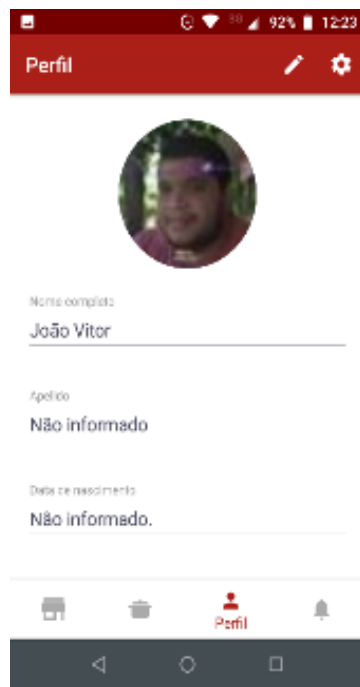 92% 12:23
Perfil
Nome completo
João Vitor
Apelido
Não informado
Data de nascimento
Não informado.
Perfil